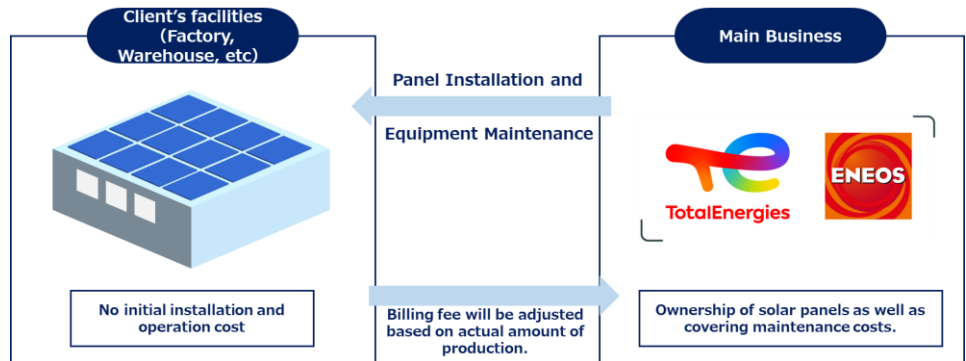 Client's facilities
(Factory,
Warehouse, etc)
Main Business
Panel Installation and
Equipment Maintenance
TotalEnergies
ENEOS
No initial installation and
operation cost
Billing fee will be adjusted
based on actual amount of
production.
Ownership of solar panels as well as
covering maintenance costs.